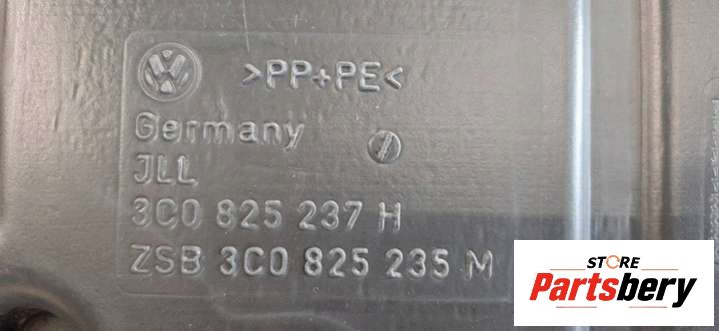 >PP+PE<
Germany
JLL
3C0 825 237 H
ZSB 3C0 825 235 M
STORE
Partsbery